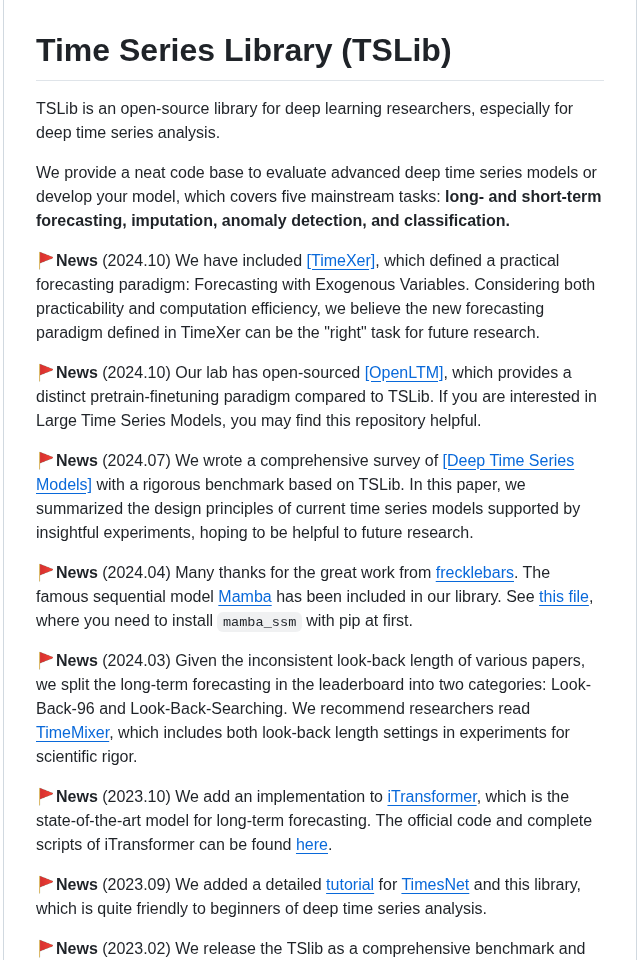 Time Series Library (TSLib)
TSLib is an open-source library for deep learning researchers, especially for
deep time series analysis.
We provide a neat code base to evaluate advanced deep time series models or
develop your model, which covers five mainstream tasks: long- and short-term
forecasting, imputation, anomaly detection, and classification.
🚩News (2024.10) We have included [TimeXer], which defined a practical
forecasting paradigm: Forecasting with Exogenous Variables. Considering both
practicability and computation efficiency, we believe the new forecasting
paradigm defined in TimeXer can be the "right" task for future research.
🚩News (2024.10) Our lab has open-sourced [OpenLTM], which provides a
distinct pretrain-finetuning paradigm compared to TSLib. If you are interested in
Large Time Series Models, you may find this repository helpful.
🚩News (2024.07) We wrote a comprehensive survey of [Deep Time Series
Models] with a rigorous benchmark based on TSLib. In this paper, we
summarized the design principles of current time series models supported by
insightful experiments, hoping to be helpful to future research.
🚩News (2024.04) Many thanks for the great work from frecklebars. The
famous sequential model Mamba has been included in our library. See this file,
where you need to install mamba_ssm with pip at first.
🚩News (2024.03) Given the inconsistent look-back length of various papers,
we split the long-term forecasting in the leaderboard into two categories: Look-
Back-96 and Look-Back-Searching. We recommend researchers read
TimeMixer, which includes both look-back length settings in experiments for
scientific rigor.
🚩News (2023.10) We add an implementation to iTransformer, which is the
state-of-the-art model for long-term forecasting. The official code and complete
scripts of iTransformer can be found here.
🚩News (2023.09) We added a detailed tutorial for TimesNet and this library,
which is quite friendly to beginners of deep time series analysis.
🚩News (2023.02) We release the TSlib as a comprehensive benchmark and